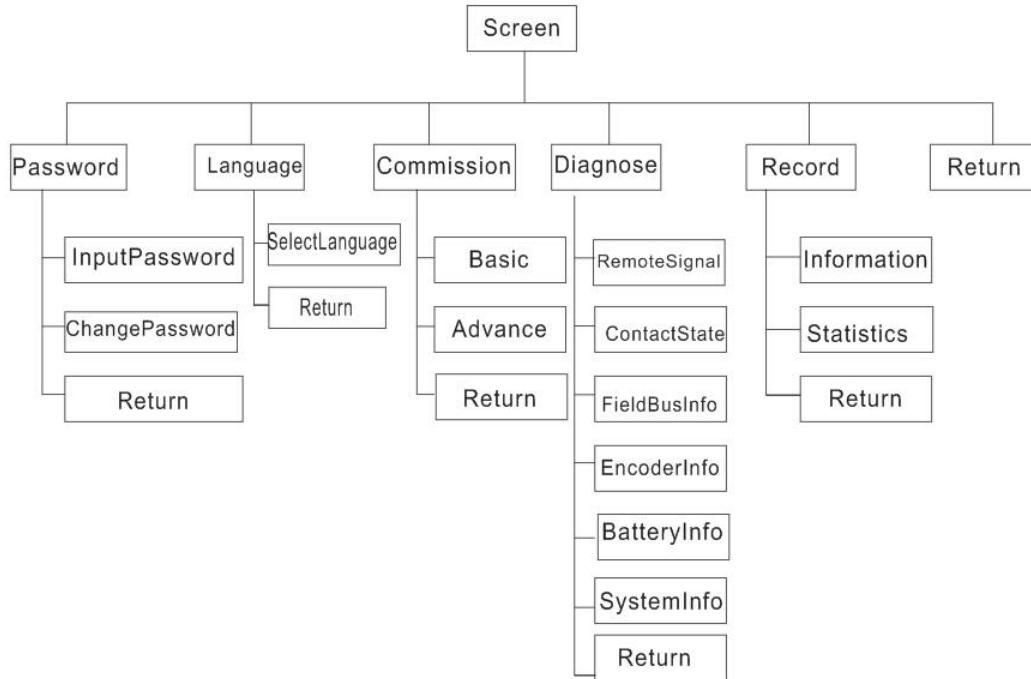 Screen
Password
Language
Commission
Diagnose
Record
Return
InputPassword
ChangePassword
Return
SelectLanguage
Return
Basic
Advance
Return
RemoteSignal
ContactState
FieldBusInfo
EncoderInfo
BatteryInfo
SystemInfo
Return
Information
Statistics
Return